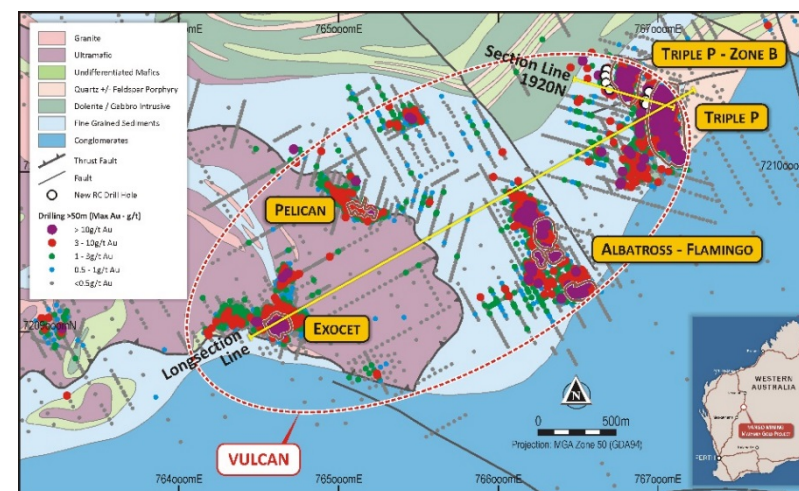 Granite
Ultramafic
Undifferentiated Mafics
Quartz +/- Feldspar Porphyry
Dolerite / Gabbro Intrusive
Fine Grained Sediments
Conglomerates
Thrust Fault
Fault
New RC Drill Hole
Drilling >50m [Max Au - g/t]
> 10g/t Au
3 - 10g/t Au
1 - 3g/t Au
0.5 - 1g/t Au
<0.5g/t Au
765000mE
767000mE
Section Line
1920N
TRIPLE P - ZONE B
TRIPLE P
7210
PELICAN
ALBATROSS - FLAMINGO
EXOCET
7209000mN
Longsection
Line
VULCAN
N
0 500m
Projection: MGA Zone 50 (GDA94)
764000mE
765000mE
766000mE
767000mE
WESTERN
AUSTRALIA
PERTH